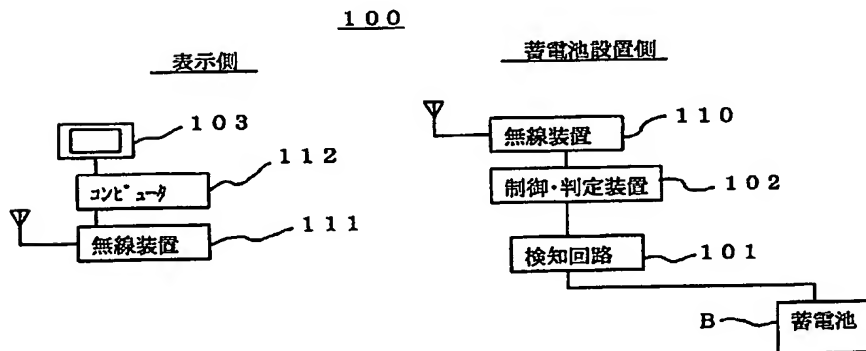 １００
表示側
１０３
コンピュータ
１１２
無線装置
１１１
蓄電池設置側
無線装置
１１０
制御・判定装置
１０２
検知回路
１０１
B
蓄電池